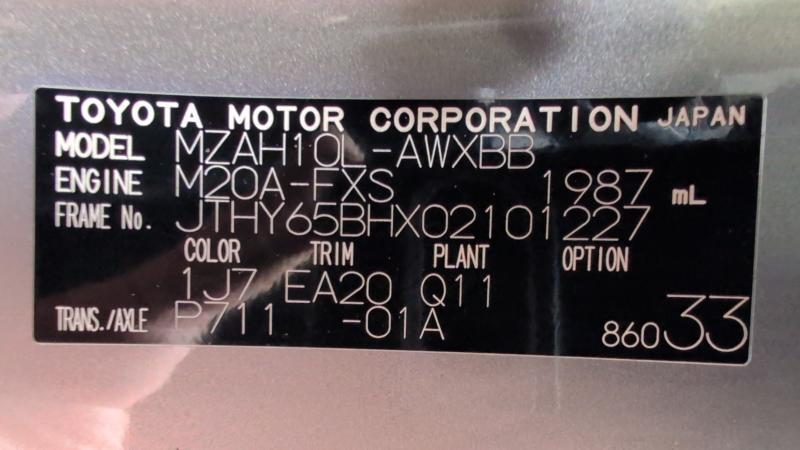 TOYOTA MOTOR CORPORATION JAPAN
MODEL MZAH10L-AWXBB
ENGINE M20A-FXS 1987 mL
FRAME No. JTHY65BHX02101227
COLOR TRIM PLANT OPTION
1J7 EA20 Q11
TRANS./AXLE P711 -01A 86033